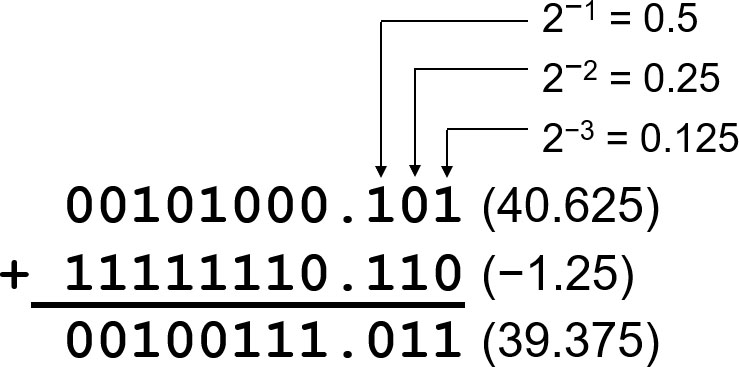 2⁻¹ = 0.5
2⁻² = 0.25
2⁻³ = 0.125
00101000.101 (40.625)
+ 11111110.110 (−1.25)
00100111.011 (39.375)